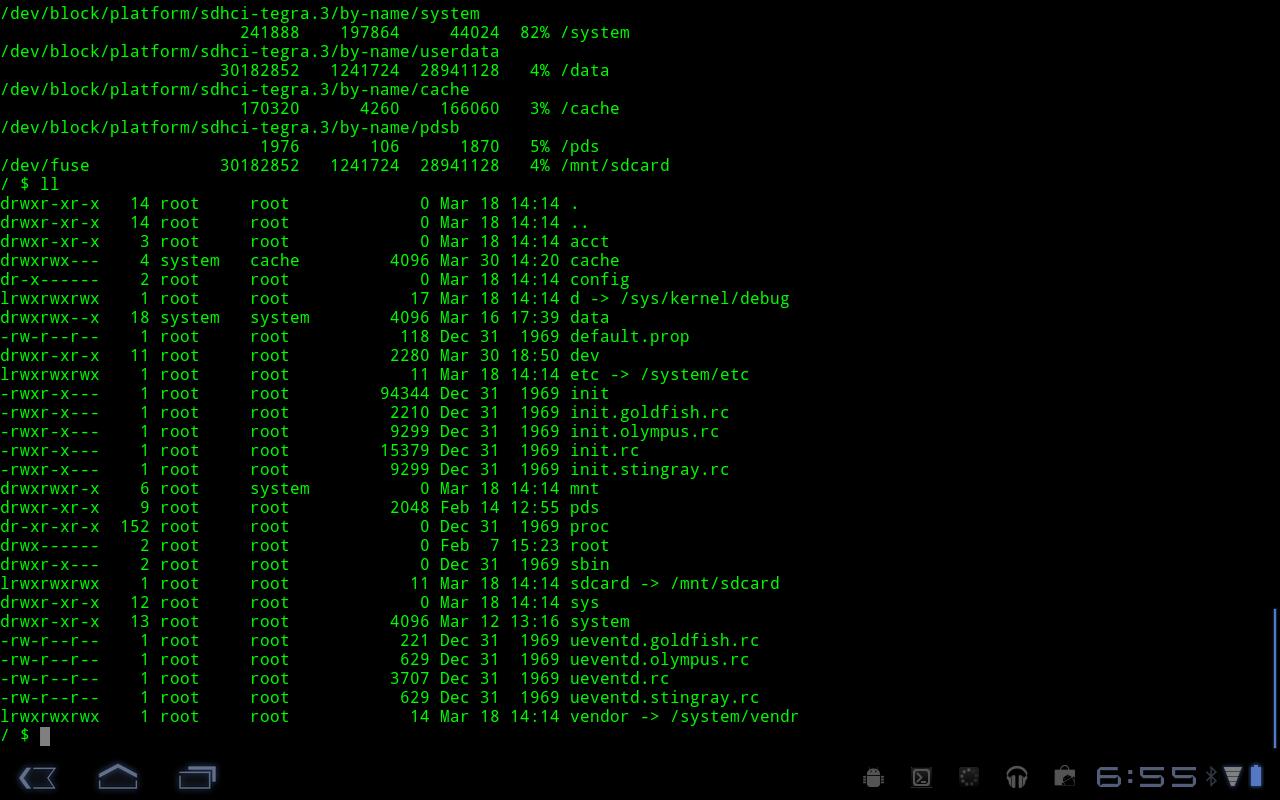 /dev/block/platform/sdhci-tegra.3/by-name/system
                        241888    197864     44024  82% /system
/dev/block/platform/sdhci-tegra.3/by-name/userdata
                      30182852   1241724  28941128   4% /data
/dev/block/platform/sdhci-tegra.3/by-name/cache
                        170320      4260    166060   3% /cache
/dev/block/platform/sdhci-tegra.3/by-name/pdsb
                          1976       106      1870   5% /pds
/dev/fuse             30182852   1241724  28941128   4% /mnt/sdcard
/ $ ll
drwxr-xr-x   14 root     root             0 Mar 18 14:14 .
drwxr-xr-x   14 root     root             0 Mar 18 14:14 ..
drwxr-xr-x    3 root     root             0 Mar 18 14:14 acct
drwxrwx---    4 system   cache         4096 Mar 30 14:20 cache
dr-x------    2 root     root             0 Mar 18 14:14 config
lrwxrwxrwx    1 root     root            17 Mar 18 14:14 d -> /sys/kernel/debug
drwxrwx--x   18 system   system        4096 Mar 16 17:39 data
-rw-r--r--    1 root     root           118 Dec 31  1969 default.prop
drwxr-xr-x   11 root     root          2280 Mar 30 18:50 dev
lrwxrwxrwx    1 root     root            11 Mar 18 14:14 etc -> /system/etc
-rwxr-x---    1 root     root         94344 Dec 31  1969 init
-rwxr-x---    1 root     root          2210 Dec 31  1969 init.goldfish.rc
-rwxr-x---    1 root     root          9299 Dec 31  1969 init.olympus.rc
-rwxr-x---    1 root     root         15379 Dec 31  1969 init.rc
-rwxr-x---    1 root     root          9299 Dec 31  1969 init.stingray.rc
drwxrwxr-x    6 root     system           0 Mar 18 14:14 mnt
drwxr-xr-x    9 root     root          2048 Feb 14 12:55 pds
dr-xr-xr-x  152 root     root             0 Dec 31  1969 proc
drwx------    2 root     root             0 Feb  7 15:23 root
drwxr-x---    2 root     root             0 Dec 31  1969 sbin
lrwxrwxrwx    1 root     root            11 Mar 18 14:14 sdcard -> /mnt/sdcard
drwxr-xr-x   12 root     root             0 Mar 18 14:14 sys
drwxr-xr-x   13 root     root          4096 Mar 12 13:16 system
-rw-r--r--    1 root     root           221 Dec 31  1969 ueventd.goldfish.rc
-rw-r--r--    1 root     root           629 Dec 31  1969 ueventd.olympus.rc
-rw-r--r--    1 root     root          3707 Dec 31  1969 ueventd.rc
-rw-r--r--    1 root     root           629 Dec 31  1969 ueventd.stingray.rc
lrwxrwxrwx    1 root     root            14 Mar 18 14:14 vendor -> /system/vendr
/ $
6:55